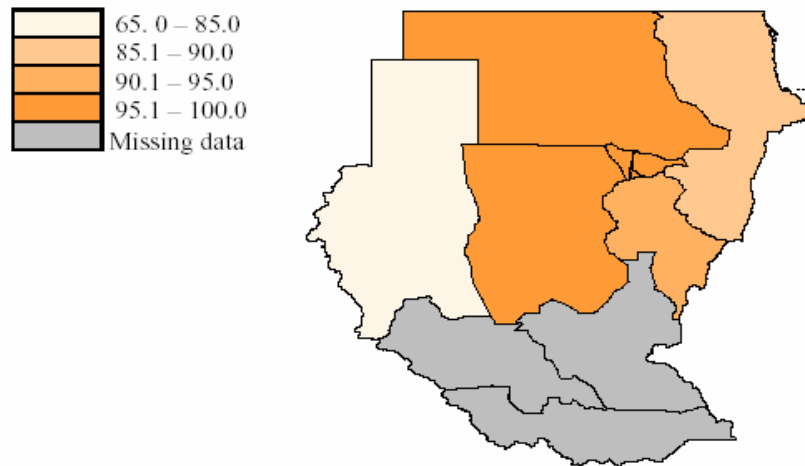 65. 0 – 85.0
85.1 – 90.0
90.1 – 95.0
95.1 – 100.0
Missing data